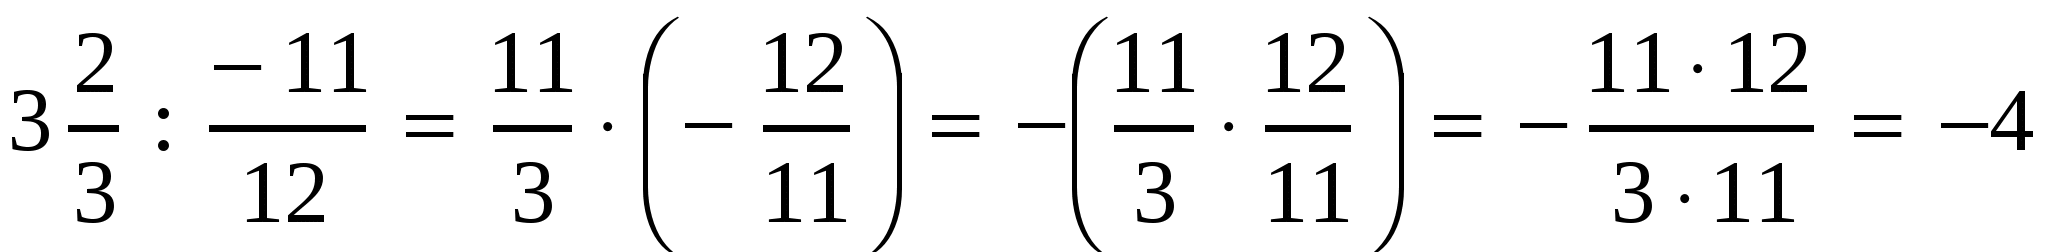 3 2/3 : −11/12 = 11/3 · (− 12/11) = −(11/3 · 12/11) = − 11 · 12/3 · 11 = −4